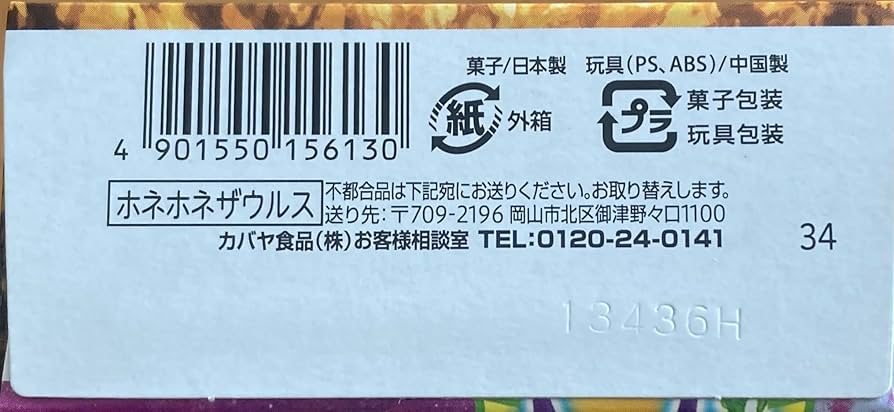 菓子/日本製 玩具(PS、ABS)/中国製
紙 外箱
プラ 菓子包装
玩具包装
4 901550 156130
ホネホネザウルス
不都合品は下記宛にお送りください。お取り替えします。
送り先:〒709-2196 岡山市北区御津野々口1100
カバヤ食品(株)お客様相談室 TEL:0120-24-0141
34
13436H